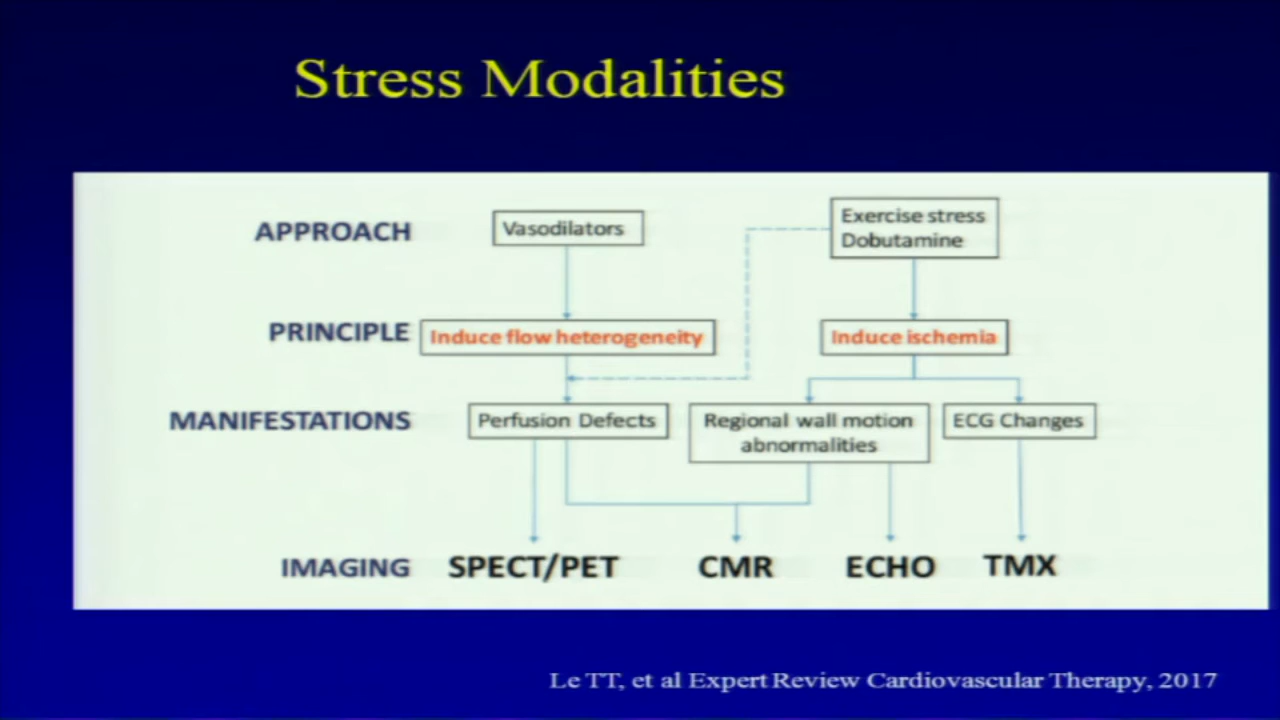 Stress Modalities
APPROACH
Vasodilators
Exercise stress
Dobutamine
PRINCIPLE
Induce flow heterogeneity
Induce ischemia
MANIFESTATIONS
Perfusion Defects
Regional wall motion
abnormalities
ECG Changes
IMAGING
SPECT/PET
CMR
ECHO
TMX
Le TT, et al Expert Review Cardiovascular Therapy, 2017